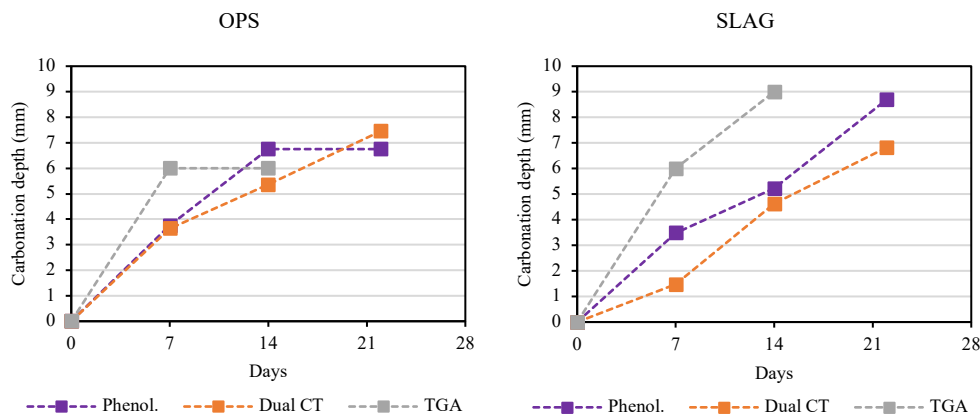 OPS
Carbonation depth (mm)
10
9
8
7
6
5
4
3
2
1
0
0 7 14 21 28
Days
Phenol. Dual CT TGA
SLAG
Carbonation depth (mm)
10
9
8
7
6
5
4
3
2
1
0
0 7 14 21 28
Days
Phenol. Dual CT TGA